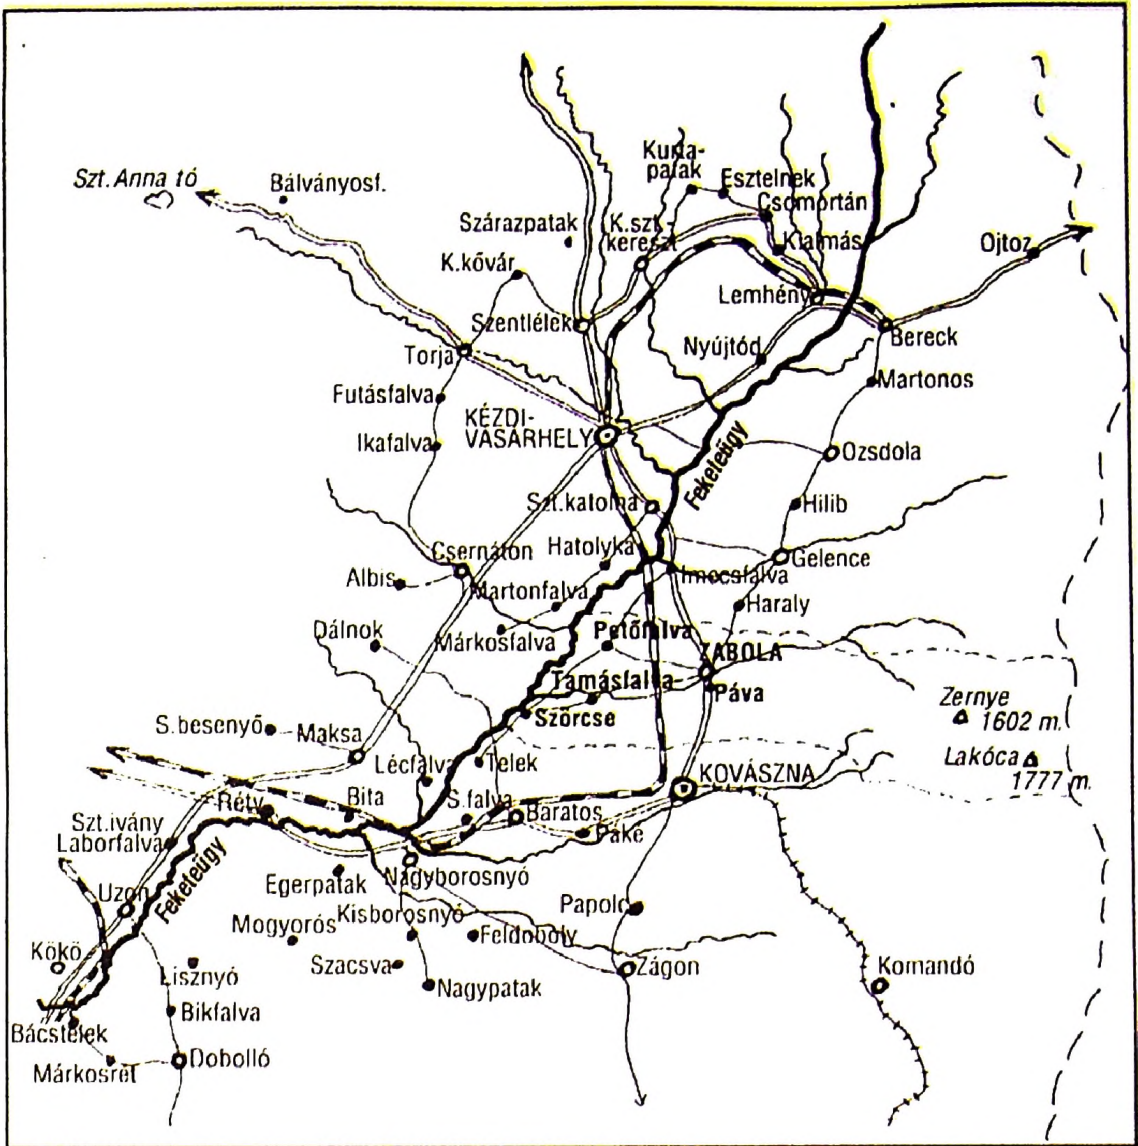 Kurta-
patak
Esztelnek
Szt. Anna tó
Bálványosf.
Csomortán
Szárazpatak
K.szt.-
kereszt
Kialmás
Ojtoz
K.kővár
Lemhény
Szentlélek
Bereck
Torja
Nyújtód
Martonos
Futásfalva
KÉZDI-
VÁSÁRHELY
Ikafalva
Feketeügy
Ozsdola
Szt.katolna
Hilib
Csernáton
Hatolyka
Gelence
Albis
Imecsfalva
Martonfalva
Haraly
Dálnok
Márkosfalva
Petőfalva
ZABOLA
Tamásfalva
Páva
Zernye
1602 m.
S.besenyő
Szörcse
Maksa
Lakóca
1777 m.
Lécfalva
Telek
KOVÁSZNA
Réty
Bita
S.falva
Baratos
Szt.ivány
Laborfalva
Páké
Feketeügy
Egerpatak
Nagyborosnyó
Uzon
Papolc
Mogyorós
Kisborosnyó
Feldoboly
Kökö
Lisznyó
Szacsva
Zágon
Komandó
Nagypatak
Bikfalva
Bácstelek
Dobolló
Márkosrét